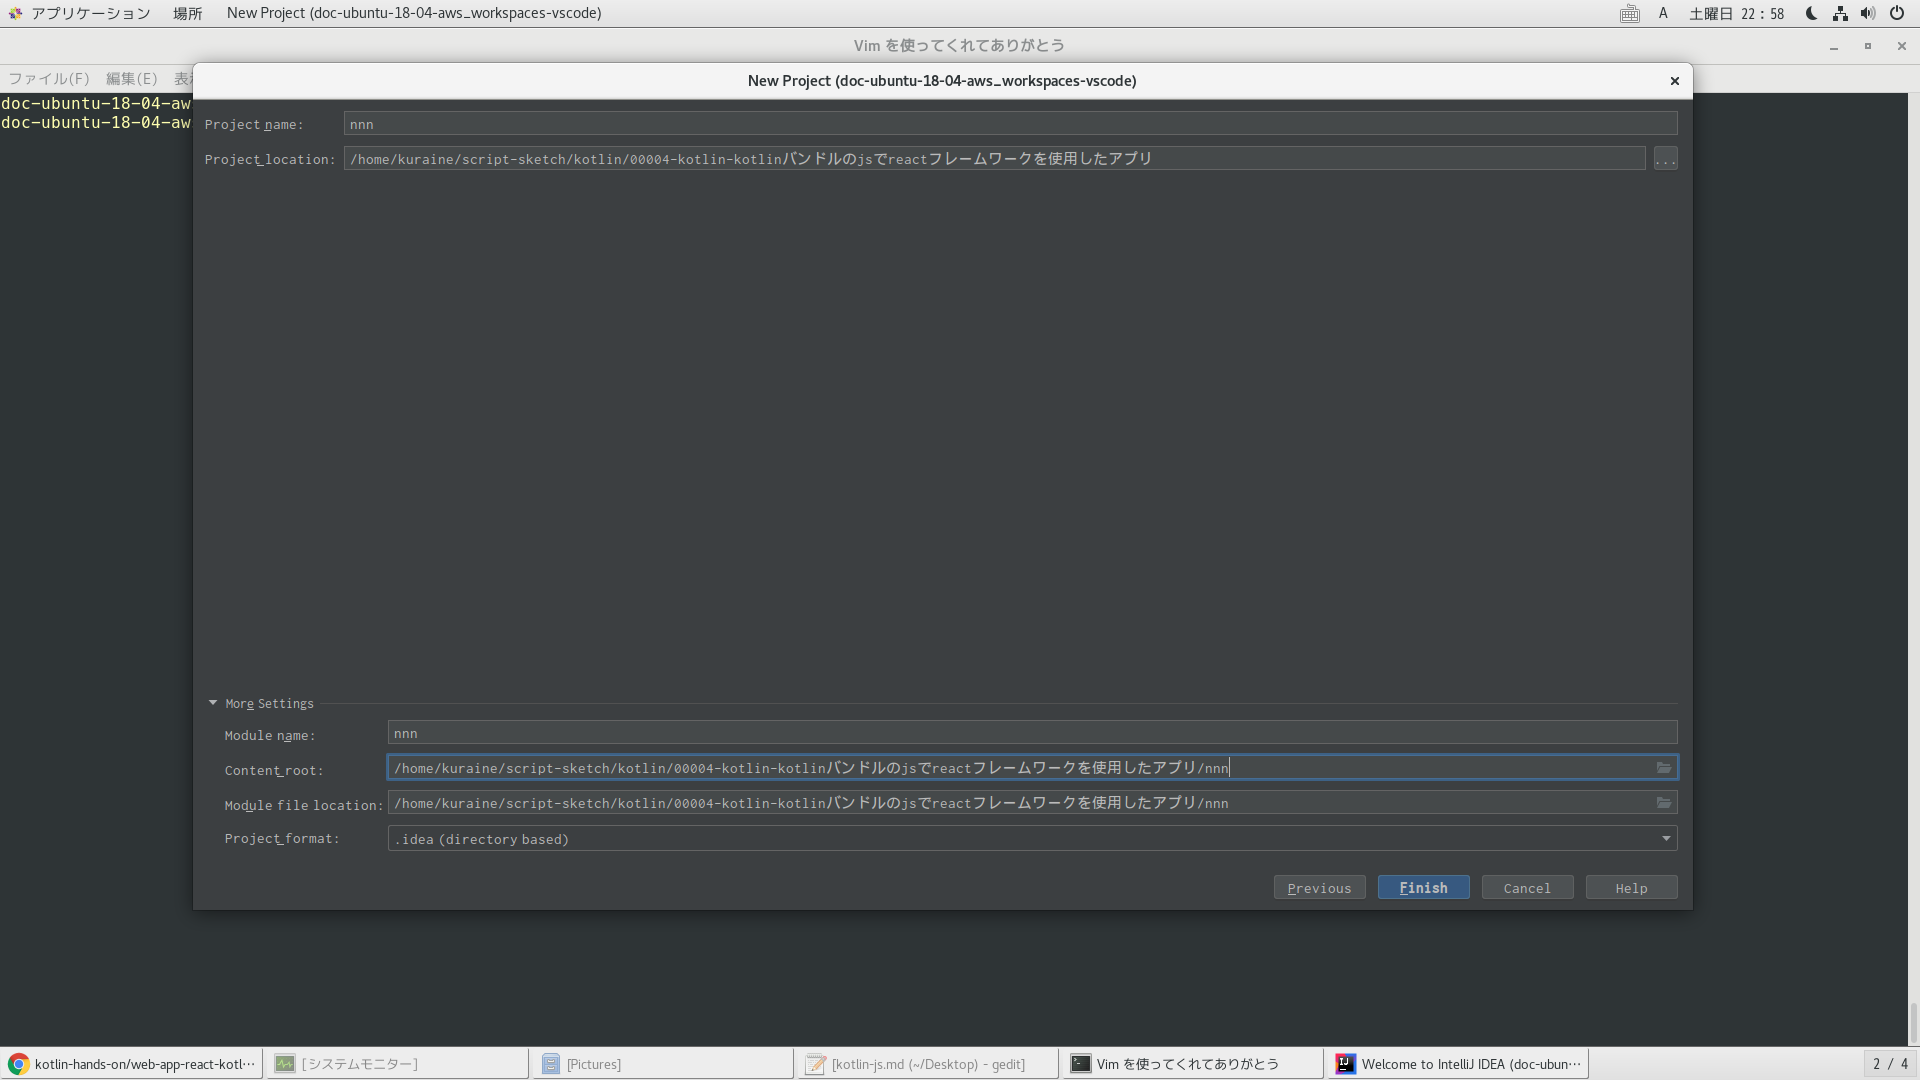 アプリケーション 場所 New Project (doc-ubuntu-18-04-aws_workspaces-vscode) A 土曜日 22:58
Vim を使ってくれてありがとう
ファイル(F) 編集(E)
New Project (doc-ubuntu-18-04-aws_workspaces-vscode)
doc-ubuntu-18-04-aw
doc-ubuntu-18-04-aw
Project name: nnn
Project location: /home/kuraine/script-sketch/kotlin/00004-kotlin-kotlinバンドルのjsでreactフレームワークを使用したアプリ ...
More Settings
Module name: nnn
Content root: /home/kuraine/script-sketch/kotlin/00004-kotlin-kotlinバンドルのjsでreactフレームワークを使用したアプリ/nnn
Module file location: /home/kuraine/script-sketch/kotlin/00004-kotlin-kotlinバンドルのjsでreactフレームワークを使用したアプリ/nnn
Project format: .idea (directory based)
Previous Finish Cancel Help
kotlin-hands-on/web-app-react-kotl… [システムモニター] [Pictures] [kotlin-js.md (~/Desktop) - gedit] Vim を使ってくれてありがとう Welcome to IntelliJ IDEA (doc-ubun… 2 / 4